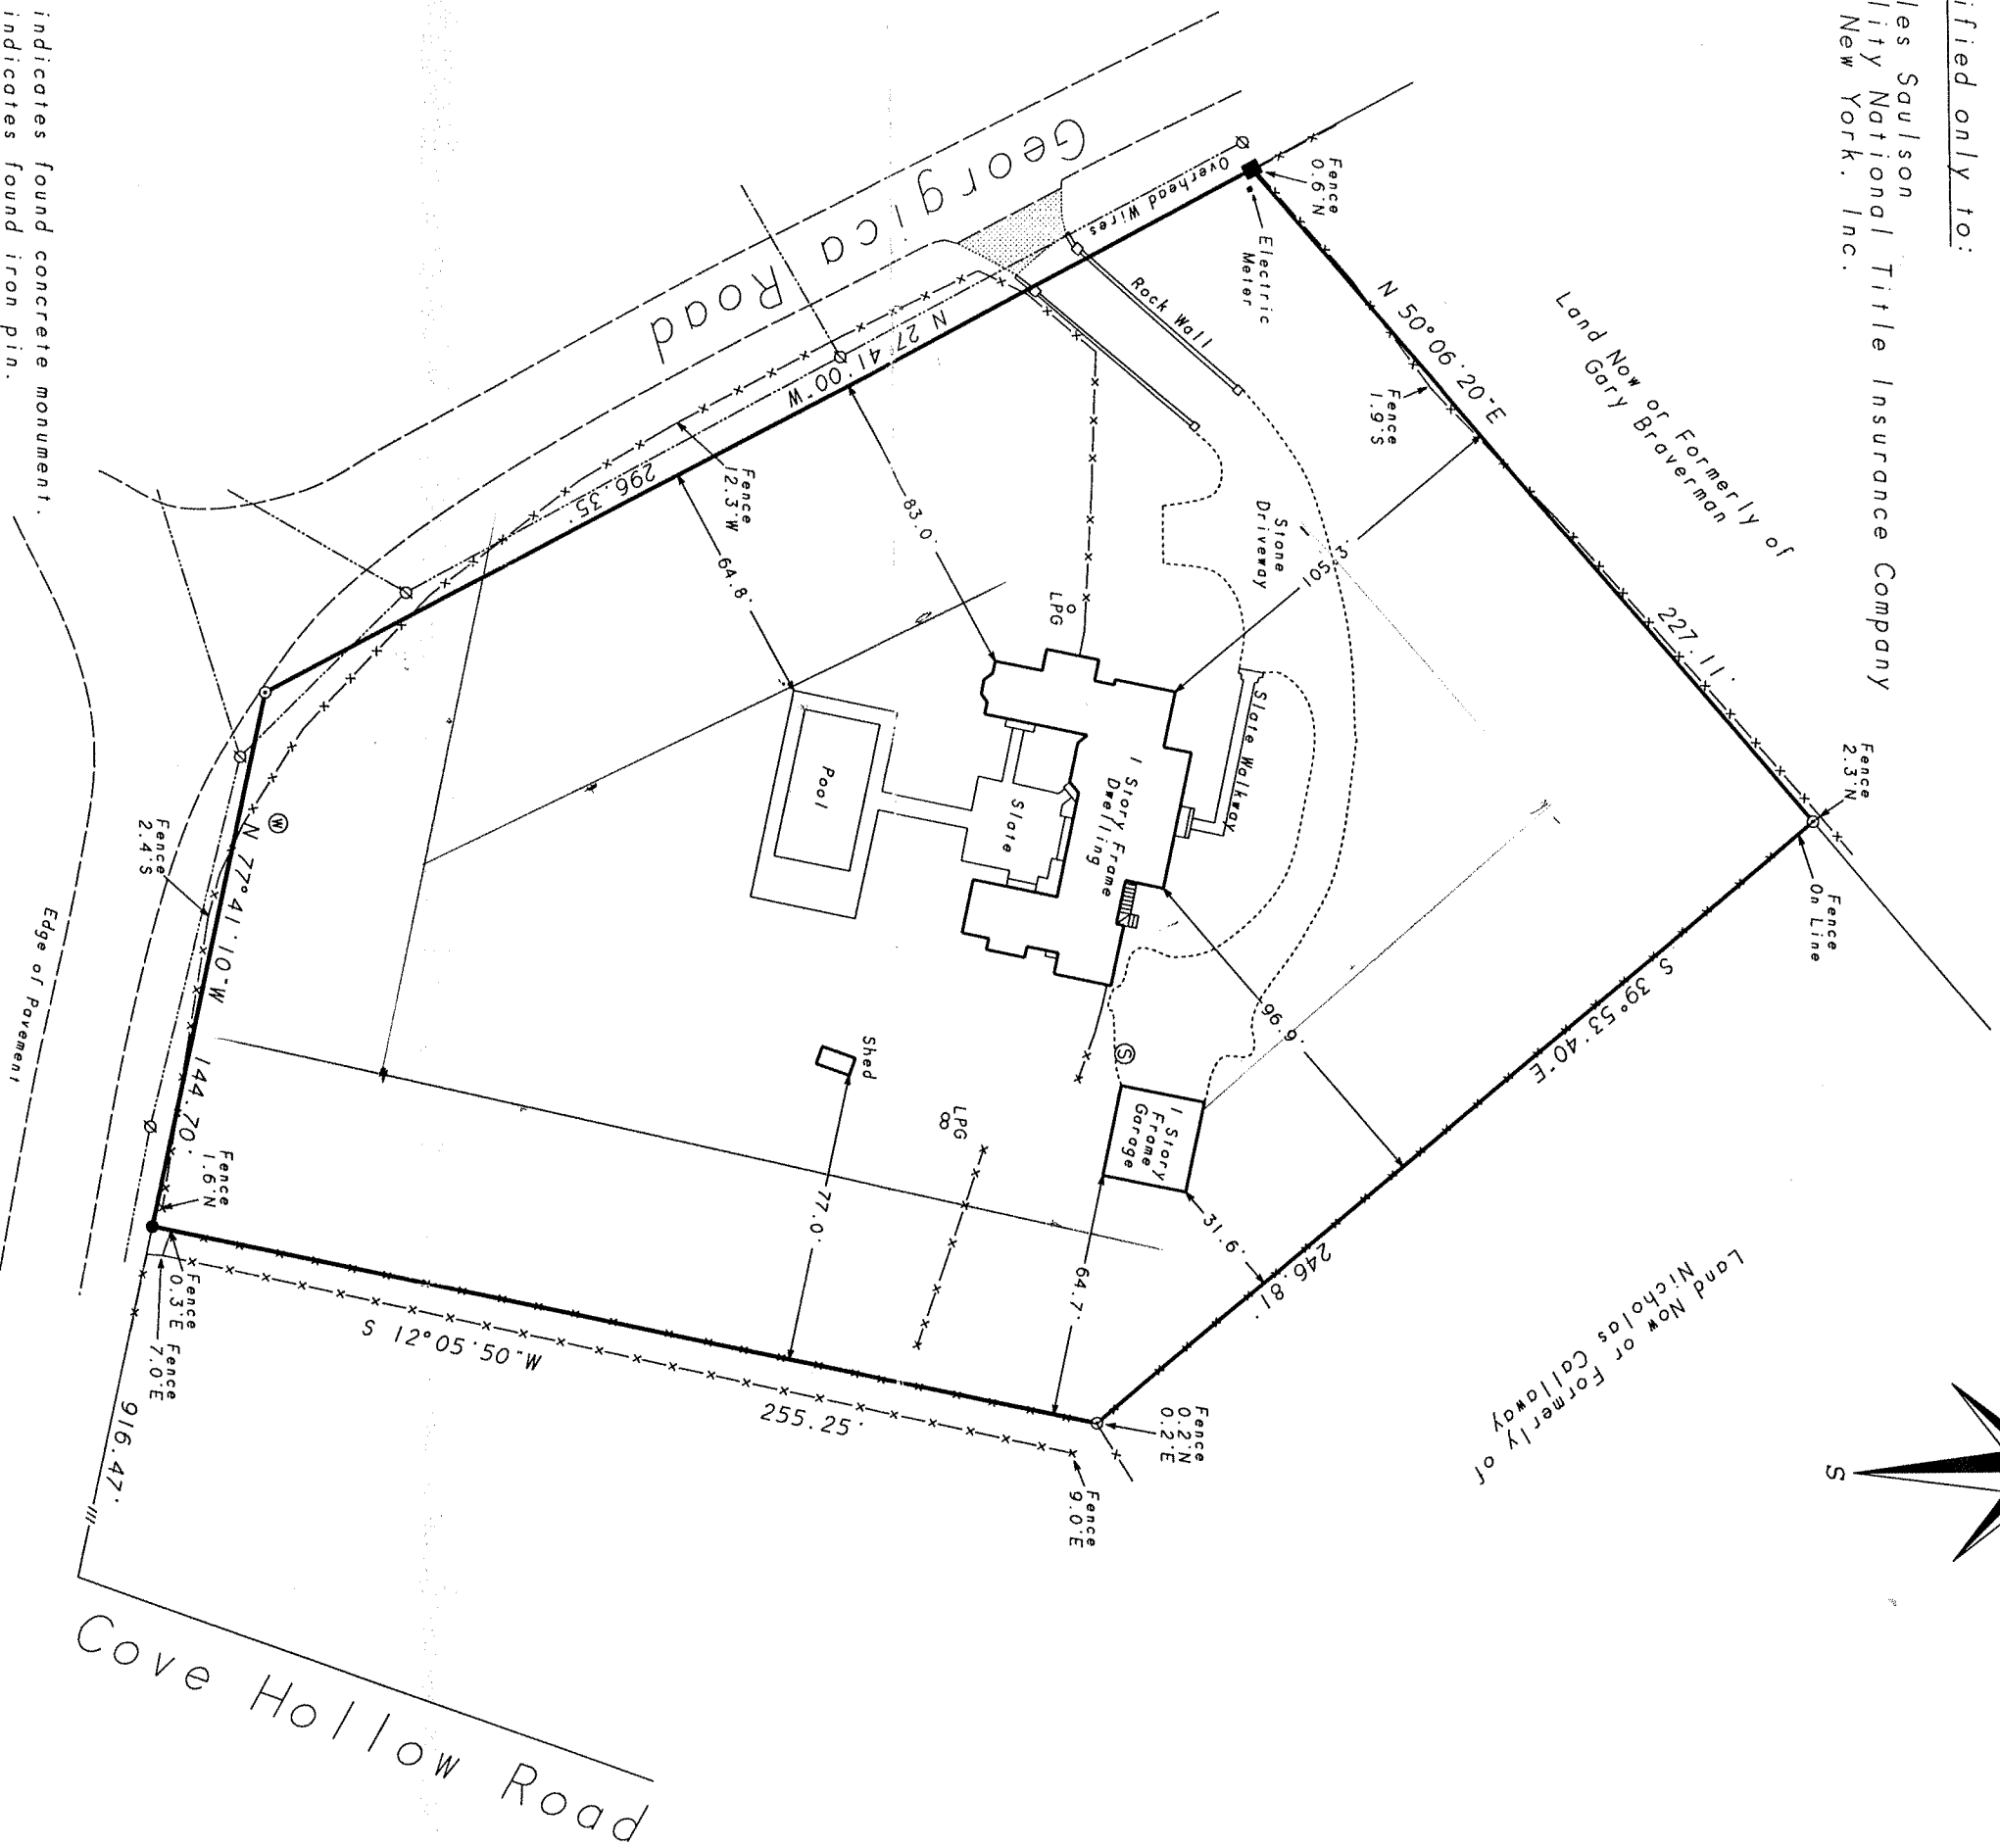 ified only to:
les Saulson
lity National Title Insurance Company
New York. Inc.
Land Now or Formerly of
Gary Braverman
Fence
0.6'N
Electric
Meter
Overhead Wires
Georgica Road
Rock Wall
N 50°06'20"E
227.11'
Fence
1.9'S
Fence
2.3'N
Fence
On Line
S 39°53'40"E
246.81'
Land Now or Formerly of
Nicholas Callaway
S
N 27°41'00"W
296.35'
Fence
12.3'W
83.0'
64.8'
105.3'
96.9'
Stone
Driveway
LPG
Slate Walkway
1 Story Frame
Dwelling
Slate
Pool
S
1 Story
Frame
Garage
31.6'
64.7'
Shed
77.0'
LPG
W
N 77°41'10"W
144.70'
Fence
2.4'S
Fence
1.6'N
Fence
0.3'E
Fence
7.0'E
S 12°05'50"W
255.25'
Fence
0.2'N
0.2'E
Fence
9.0'E
916.47'
Edge of Pavement
Cove Hollow Road
indicates found concrete monument.
indicates found iron pin.